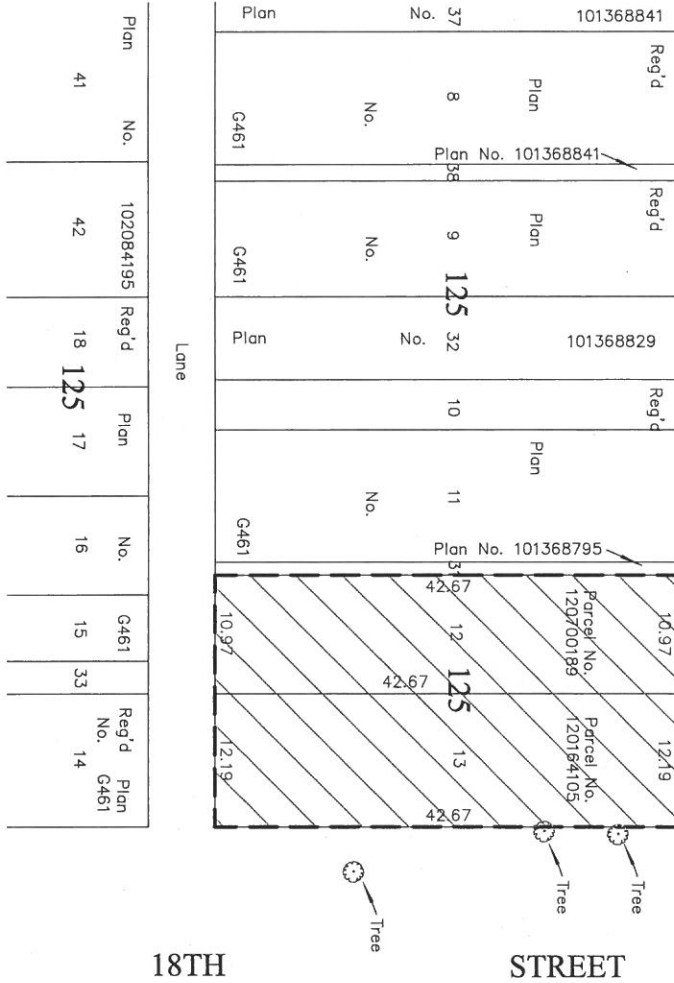 Plan No. 37 101368841
Reg'd
Plan
8
No.
G461
Plan No. 101368841
38
Reg'd
Plan
9
No.
G461
125
Plan No. 32 101368829
Reg'd
10
Plan
11
No.
G461
Plan No. 101368795
42.67
10.97
12
Parcel No.
120700189
10.97
42.67
125
12.19
13
Parcel No.
120164105
12.19
42.67
Tree
Tree
Tree
Lane
Plan No. 102084195
41
42
Reg'd Plan No. G461
18
125
17
16
15
33
Reg'd Plan
No. G461
14
18TH STREET